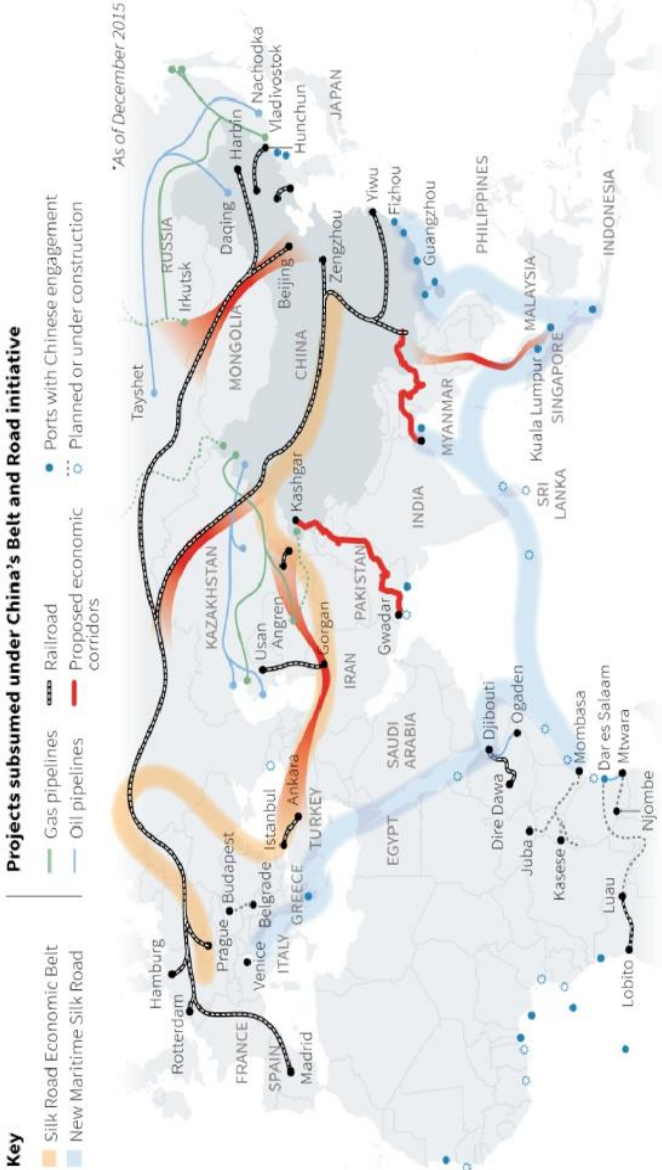 Key
Silk Road Economic Belt
New Maritime Silk Road
Projects subsumed under China's Belt and Road initiative
Gas pipelines
Oil pipelines
Railroad
Proposed economic corridors
Ports with Chinese engagement
Planned or under construction
*As of December 2015
Hamburg
Rotterdam
FRANCE
SPAIN
Madrid
Prague
Budapest
Venice
Belgrade
ITALY
GREECE
Istanbul
Ankara
TURKEY
EGYPT
SAUDI
ARABIA
KAZAKHSTAN
Usan
Angren
Gorgan
IRAN
Kashgar
PAKISTAN
Gwadar
INDIA
Tayshet
RUSSIA
Irkutsk
MONGOLIA
CHINA
Daqing
Harbin
Beijing
Zengzhou
Nachodka
Vladivostok
Hunchun
JAPAN
Yiwu
Fizhou
Guangzhou
PHILIPPINES
MYANMAR
MALAYSIA
Kuala Lumpur
SINGAPORE
INDONESIA
SRI
LANKA
Djibouti
Ogaden
Dire Dawa
Juba
Kasese
Mombasa
Dar es Salaam
Mtwara
Njombe
Luau
Lobito